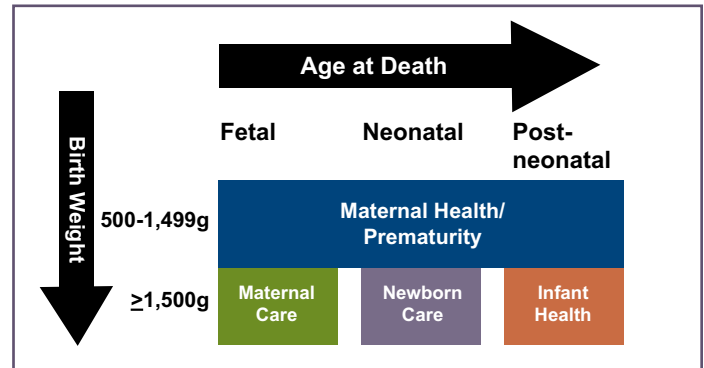 Age at Death
Fetal Neonatal Post-
neonatal
Birth Weight
500-1,499g
Maternal Health/
Prematurity
≥1,500g
Maternal
Care
Newborn
Care
Infant
Health